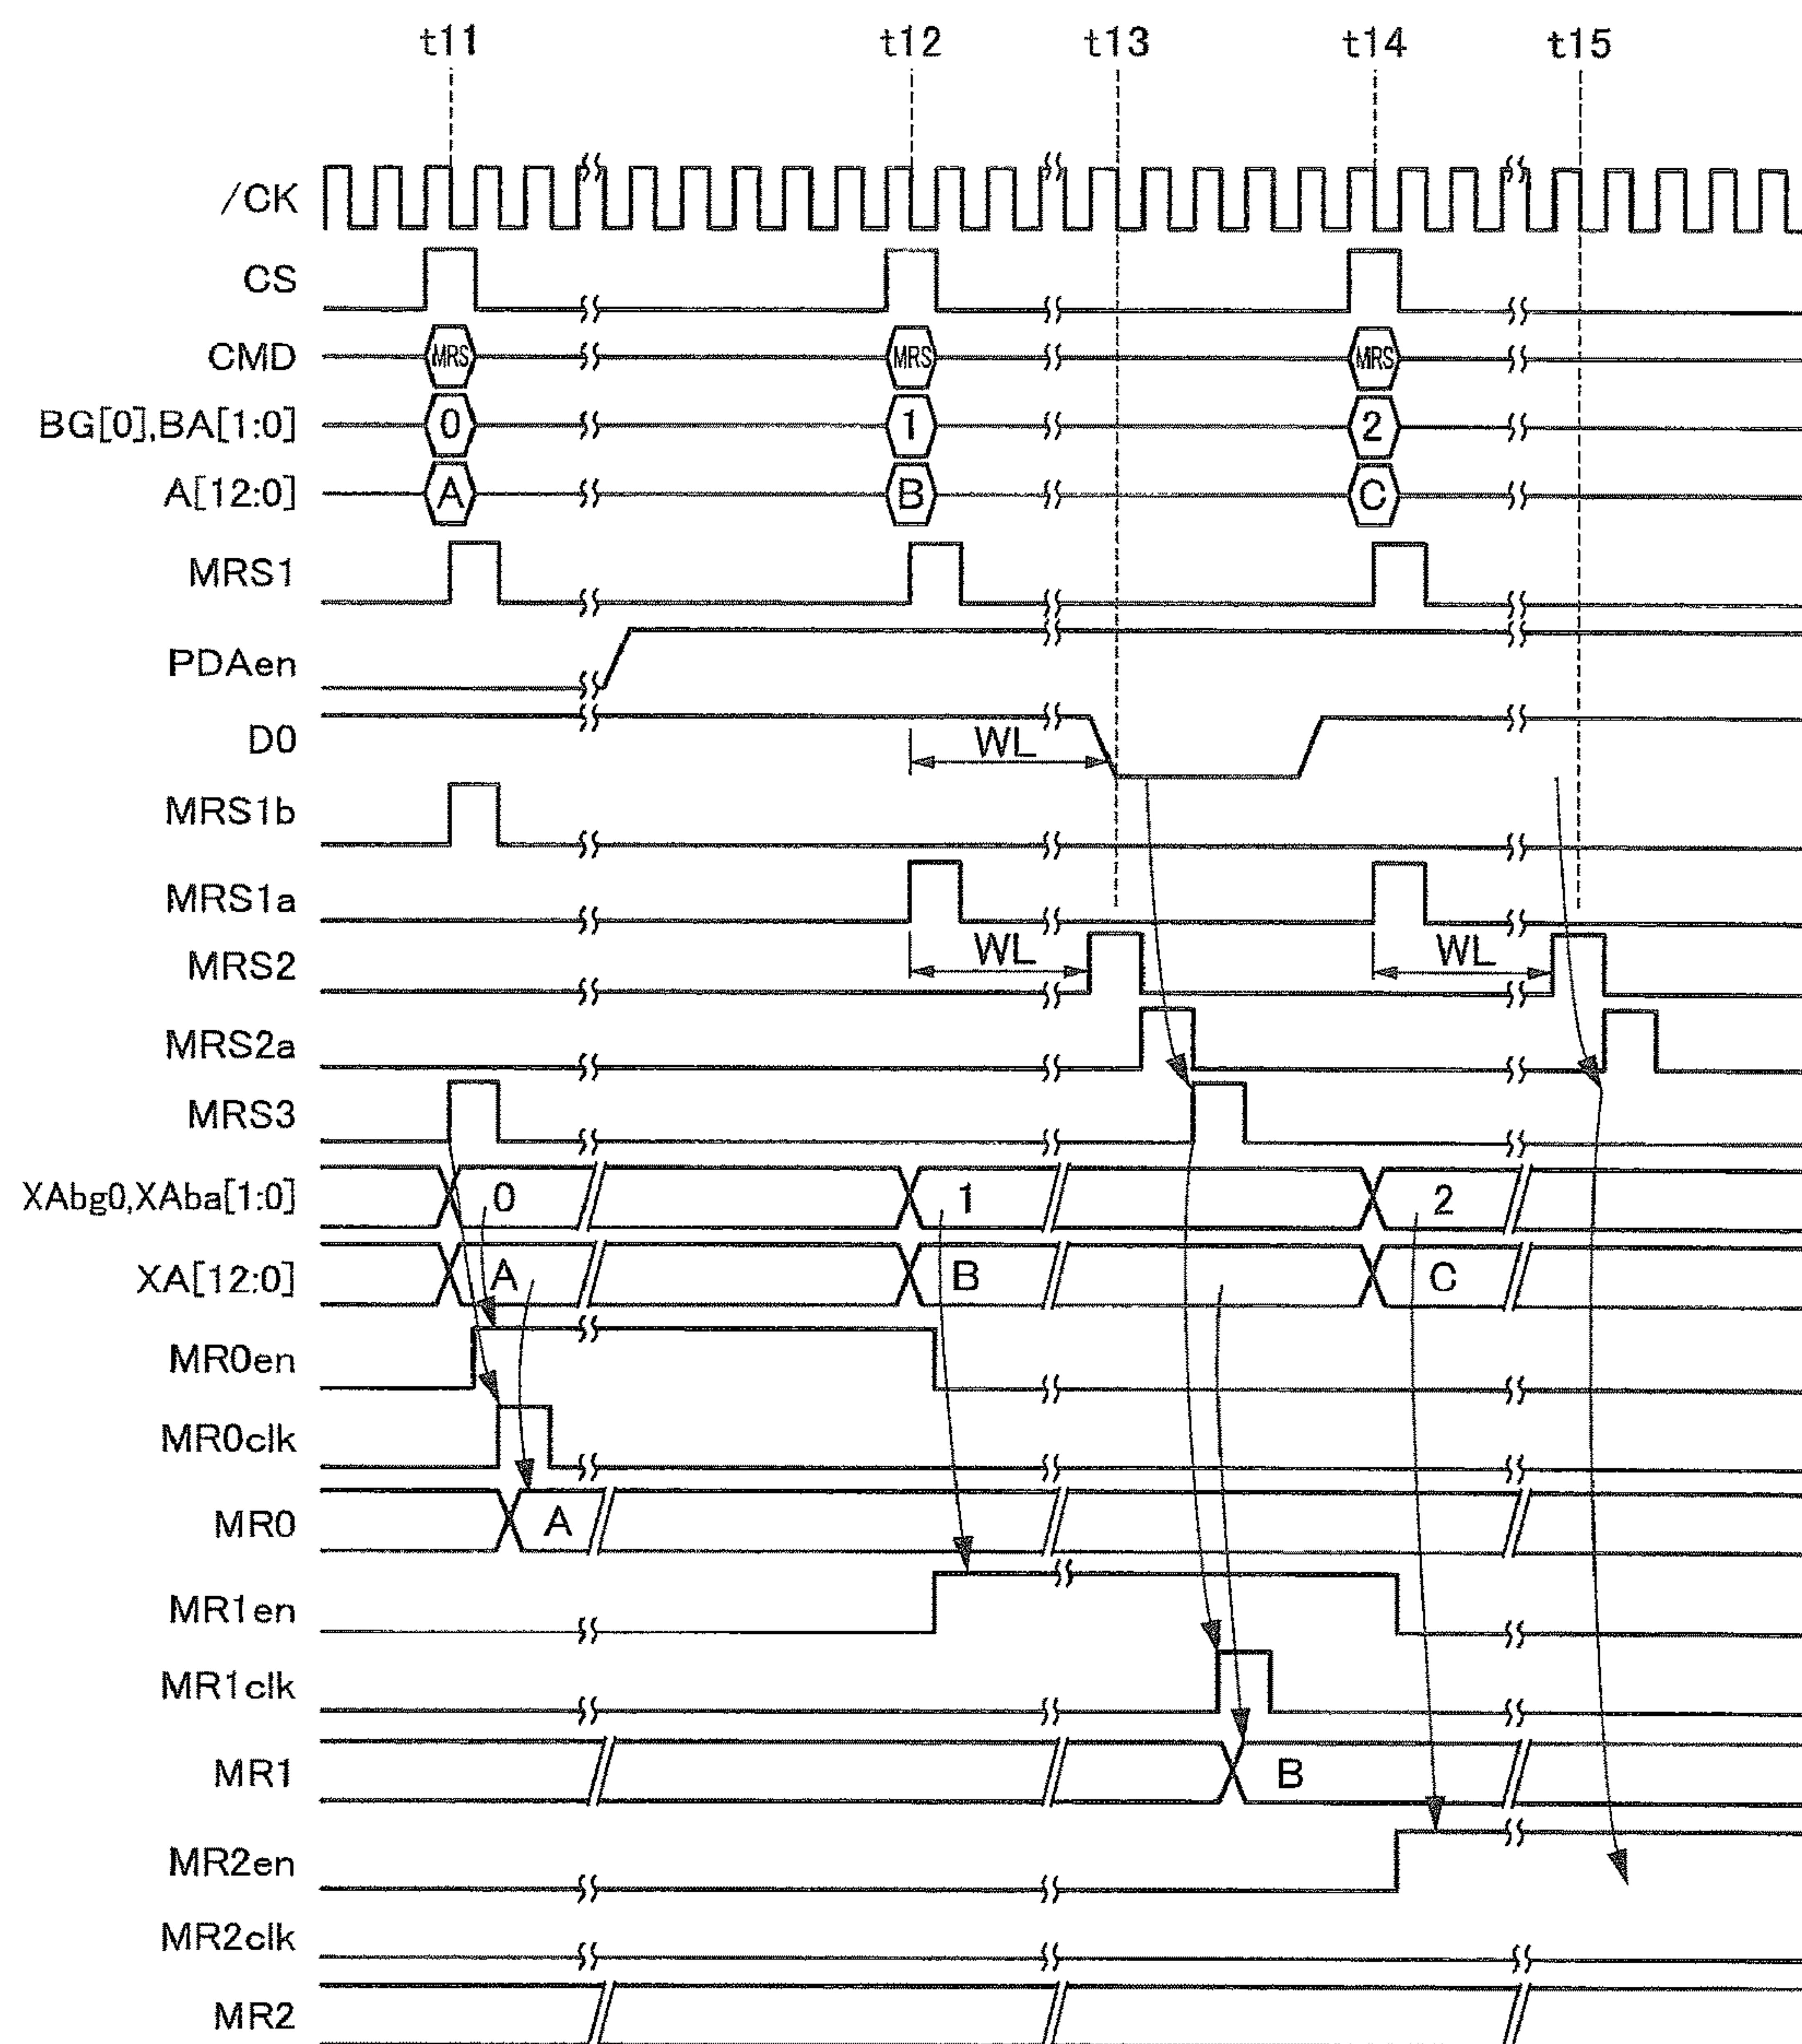 t11 t12 t13 t14 t15
/CK
CS
CMD MRS MRS MRS
BG[0],BA[1:0] 0 1 2
A[12:0] A B C
MRS1
PDAen
D0 WL
MRS1b
MRS1a
MRS2 WL WL
MRS2a
MRS3
XAbg0,XAba[1:0] 0 1 2
XA[12:0] A B C
MR0en
MR0clk
MR0 A
MR1en
MR1clk
MR1 B
MR2en
MR2clk
MR2